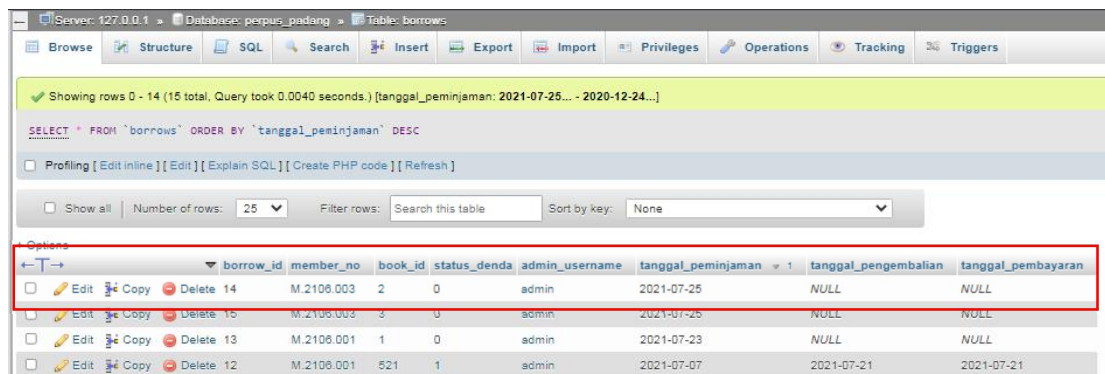 Server: 127.0.0.1 » Database: perpus_padang » Table: borrows
Browse Structure SQL Search Insert Export Import Privileges Operations Tracking Triggers
Showing rows 0 - 14 (15 total, Query took 0.0040 seconds.) [tanggal_peminjaman: 2021-07-25... - 2020-12-24...]
SELECT * FROM `borrows` ORDER BY `tanggal_peminjaman` DESC
Profiling [ Edit inline ] [ Edit ] [ Explain SQL ] [ Create PHP code ] [ Refresh ]
Show all | Number of rows: 25 Filter rows: Search this table Sort by key: None
+ Options
←T→ borrow_id member_no book_id status_denda admin_username tanggal_peminjaman 1 tanggal_pengembalian tanggal_pembayaran
Edit Copy Delete 14 M.2106.003 2 0 admin 2021-07-25 NULL NULL
Edit Copy Delete 15 M.2106.003 3 0 admin 2021-07-25 NULL NULL
Edit Copy Delete 13 M.2106.001 1 0 admin 2021-07-23 NULL NULL
Edit Copy Delete 12 M.2106.001 521 1 admin 2021-07-07 2021-07-21 2021-07-21